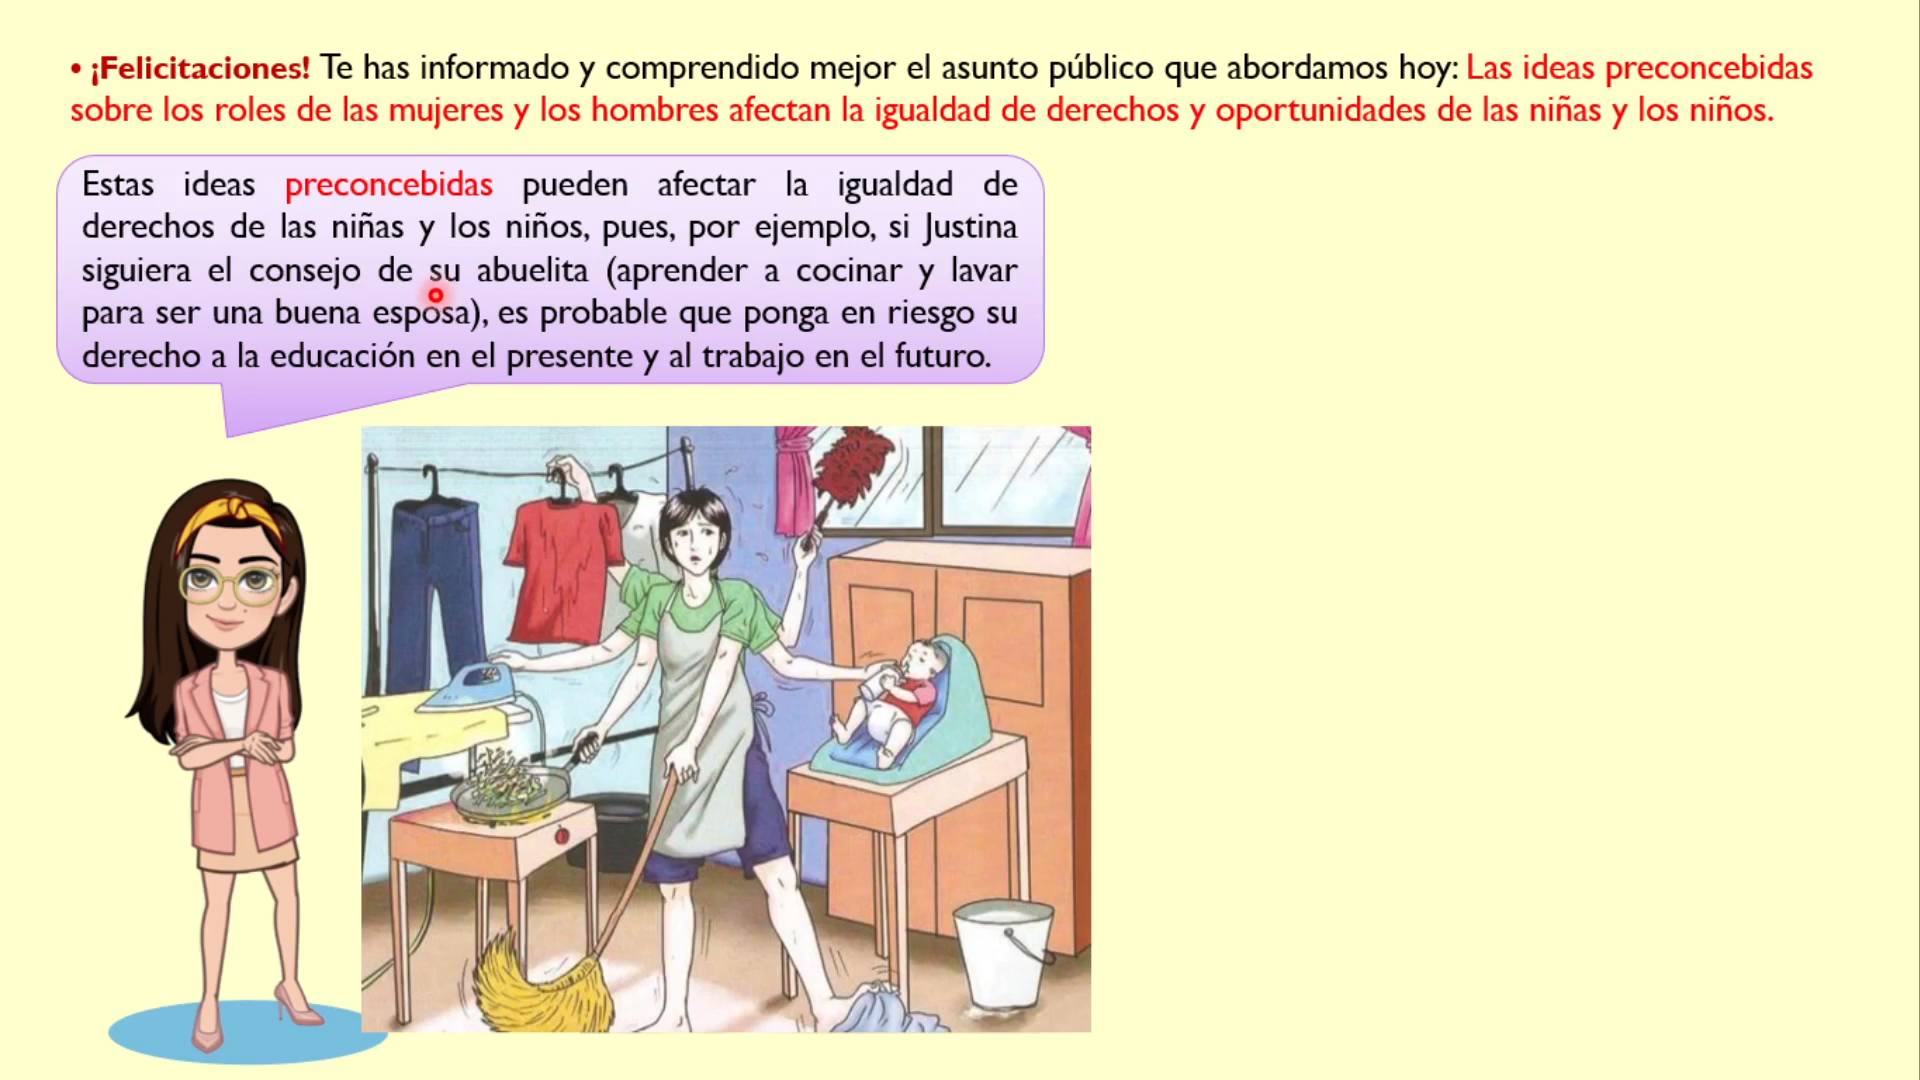 • ¡Felicitaciones! Te has informado y comprendido mejor el asunto público que abordamos hoy: Las ideas preconcebidas
sobre los roles de las mujeres y los hombres afectan la igualdad de derechos y oportunidades de las niñas y los niños.
Estas ideas preconcebidas pueden afectar la igualdad de
derechos de las niñas y los niños, pues, por ejemplo, si Justina
siguiera el consejo de su abuelita (aprender a cocinar y lavar
para ser una buena esposa), es probable que ponga en riesgo su
derecho a la educación en el presente y al trabajo en el futuro.